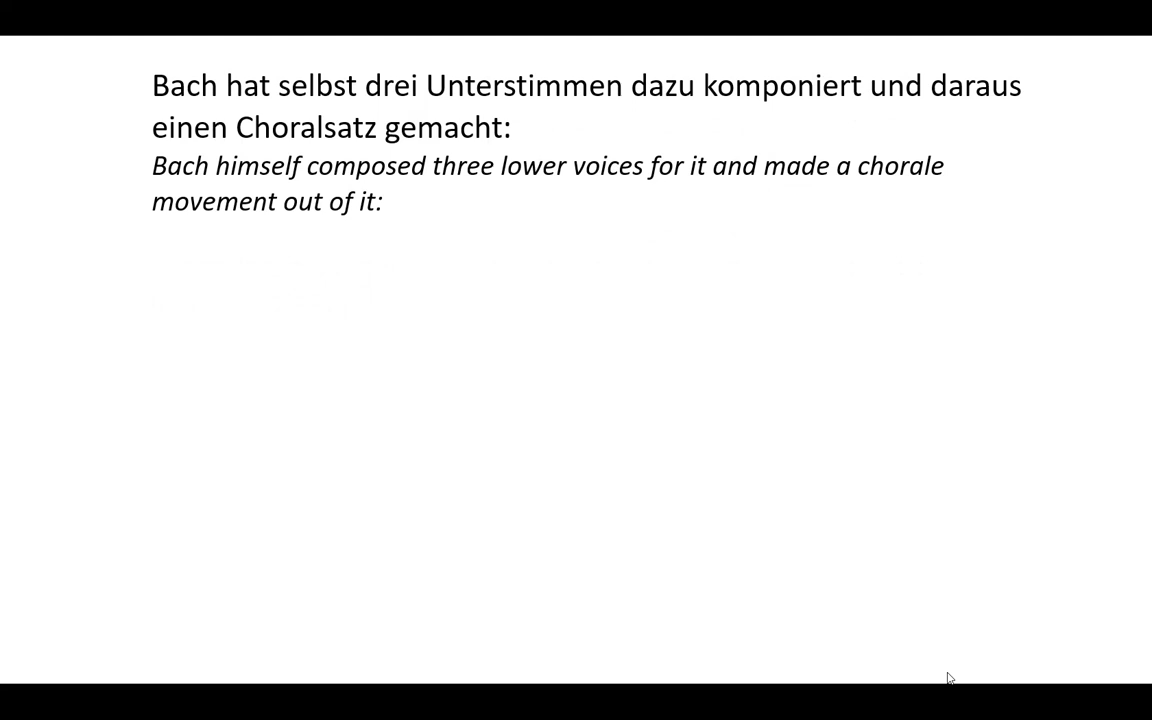 Bach hat selbst drei Unterstimmen dazu komponiert und daraus
einen Choralsatz gemacht:
Bach himself composed three lower voices for it and made a chorale
movement out of it: